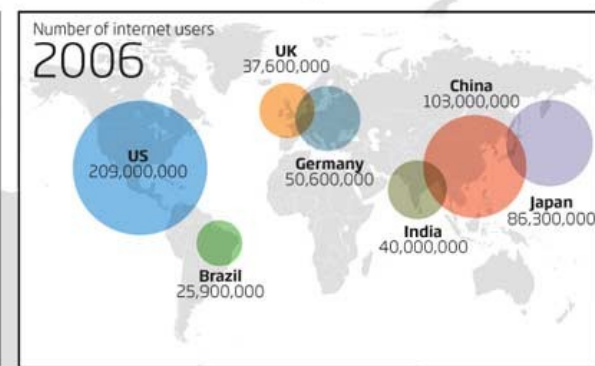 Number of internet users
2006
UK
37,600,000
China
103,000,000
US
209,000,000
Germany
50,600,000
Japan
86,300,000
India
40,000,000
Brazil
25,900,000